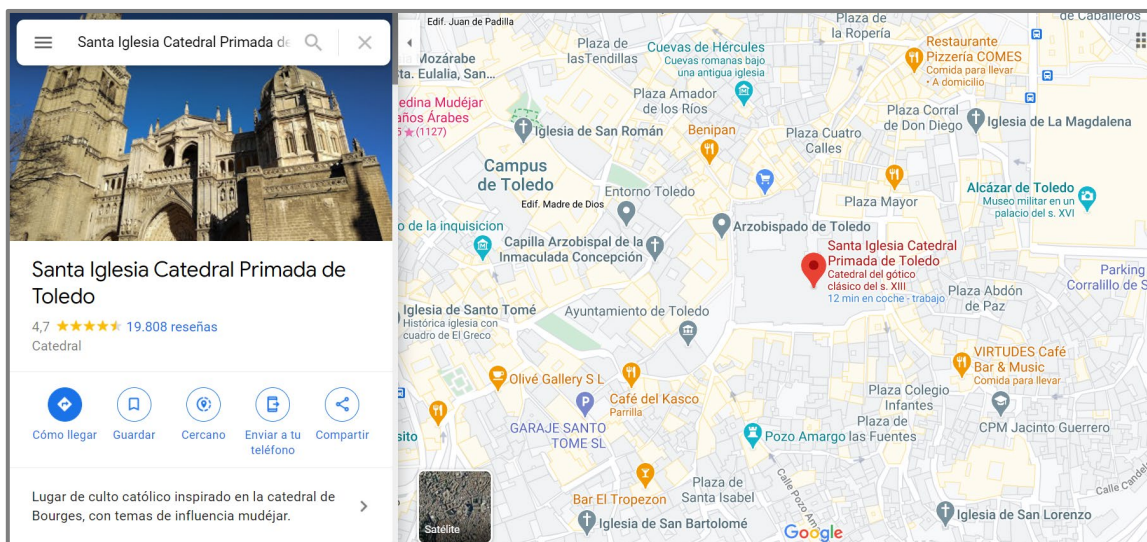 Santa Iglesia Catedral Primada de
Santa Iglesia Catedral Primada de
Toledo
4,7
19.808 reseñas
Catedral
Cómo llegar
Guardar
Cercano
Enviar a tu
teléfono
Compartir
Lugar de culto católico inspirado en la catedral de
Bourges, con temas de influencia mudéjar.
Edif. Juan de Padilla
Plaza de
lasTendillas
Mozárabe
Sta. Eulalia, San...
edina Mudéjar
años Árabes
(1127)
Cuevas de Hércules
Cuevas romanas bajo
una antigua iglesia
Plaza de
la Ropería
de Caballeros
Restaurante
Pizzería COMES
Comida para llevar
• A domicilio
Plaza Amador
de los Ríos
Iglesia de San Román
Benipan
Plaza Cuatro
Calles
Plaza Corral
de Don Diego
Iglesia de La Magdalena
Campus
de Toledo
Edif. Madre de Dios
Entorno Toledo
Plaza Mayor
Alcázar de Toledo
Museo militar en un
palacio del s. XVI
o de la inquisicion
Capilla Arzobispal de la
Inmaculada Concepción
Arzobispado de Toledo
Santa Iglesia Catedral
Primada de Toledo
Catedral del gótico
clásico del s. XIII
12 min en coche - trabajo
Parking
Corralillo de S
Plaza Abdón
de Paz
Iglesia de Santo Tomé
Histórica iglesia con
cuadro de El Greco
Ayuntamiento de Toledo
VIRTUDES Café
Bar & Music
Comida para llevar
Olivé Gallery S L
Café del Kasco
Parrilla
P
GARAJE SANTO
TOME SL
Plaza Colegio
Infantes
CPM Jacinto Guerrero
sito
Pozo Amargo
Plaza de
las Fuentes
Bar El Tropezon
Plaza de
Santa Isabel
Calle Pozo Am
Calle Cande
Iglesia de San Bartolomé
Iglesia de San Lorenzo
Satélite
Google